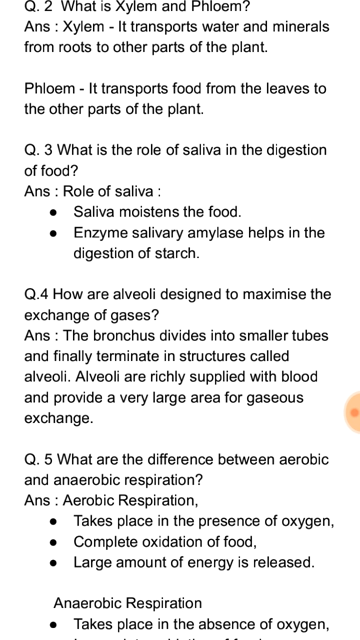 Q. 2  What is Xylem and Phloem?
Ans : Xylem - It transports water and minerals
from roots to other parts of the plant.
Phloem - It transports food from the leaves to
the other parts of the plant.
Q. 3 What is the role of saliva in the digestion
of food?
Ans : Role of saliva :
● Saliva moistens the food.
● Enzyme salivary amylase helps in the
digestion of starch.
Q.4 How are alveoli designed to maximise the
exchange of gases?
Ans : The bronchus divides into smaller tubes
and finally terminate in structures called
alveoli. Alveoli are richly supplied with blood
and provide a very large area for gaseous
exchange.
Q. 5 What are the difference between aerobic
and anaerobic respiration?
Ans : Aerobic Respiration,
● Takes place in the presence of oxygen,
● Complete oxidation of food,
● Large amount of energy is released.
Anaerobic Respiration
● Takes place in the absence of oxygen,